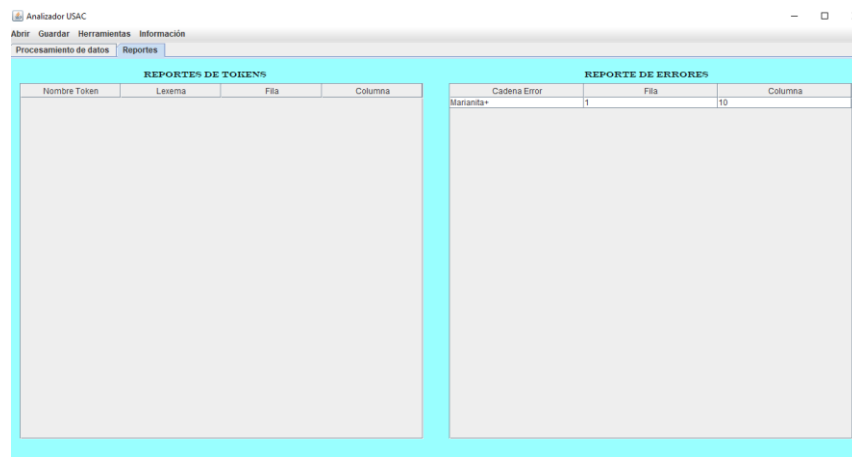 Analizador USAC
Abrir Guardar Herramientas Información
Procesamiento de datos Reportes
REPORTES DE TOKENS
Nombre Token Lexema Fila Columna
REPORTE DE ERRORES
Cadena Error Fila Columna
Marianita+ 1 10